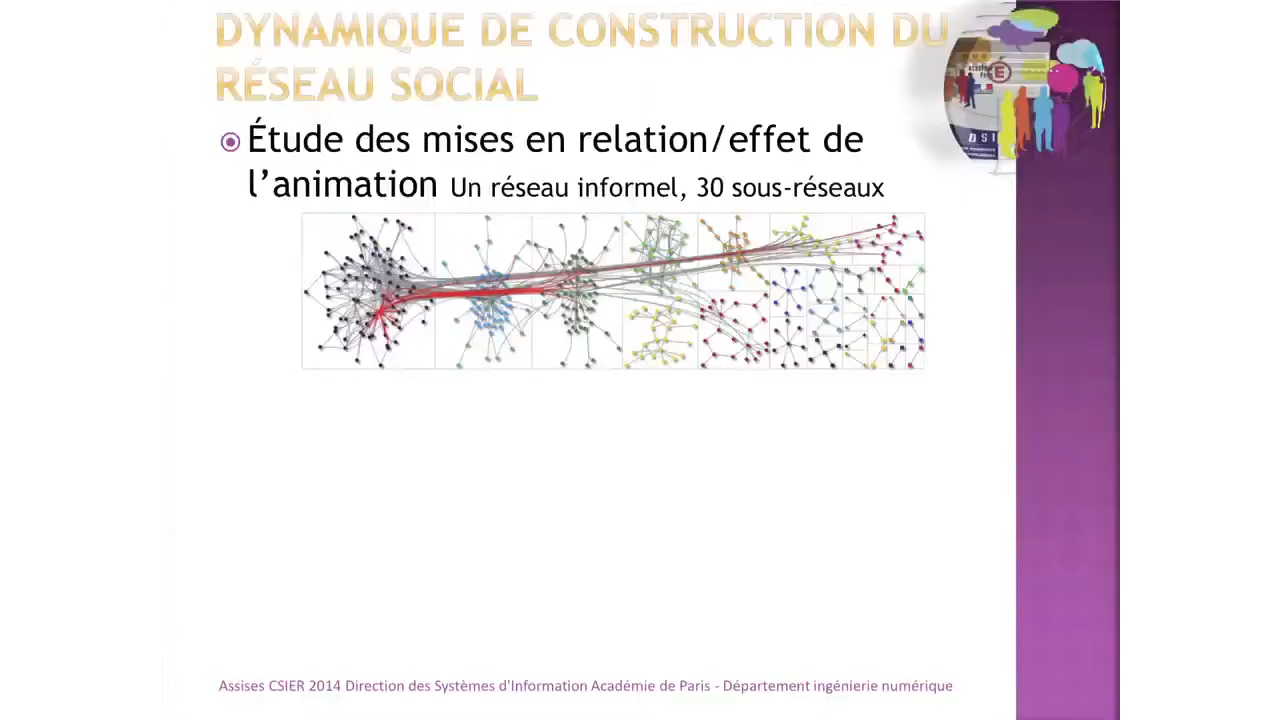 DYNAMIQUE DE CONSTRUCTION DU
RÉSEAU SOCIAL
Étude des mises en relation/effet de
l’animation Un réseau informel, 30 sous-réseaux
Assises CSIER 2014 Direction des Systèmes d'Information Académie de Paris - Département ingénierie numérique